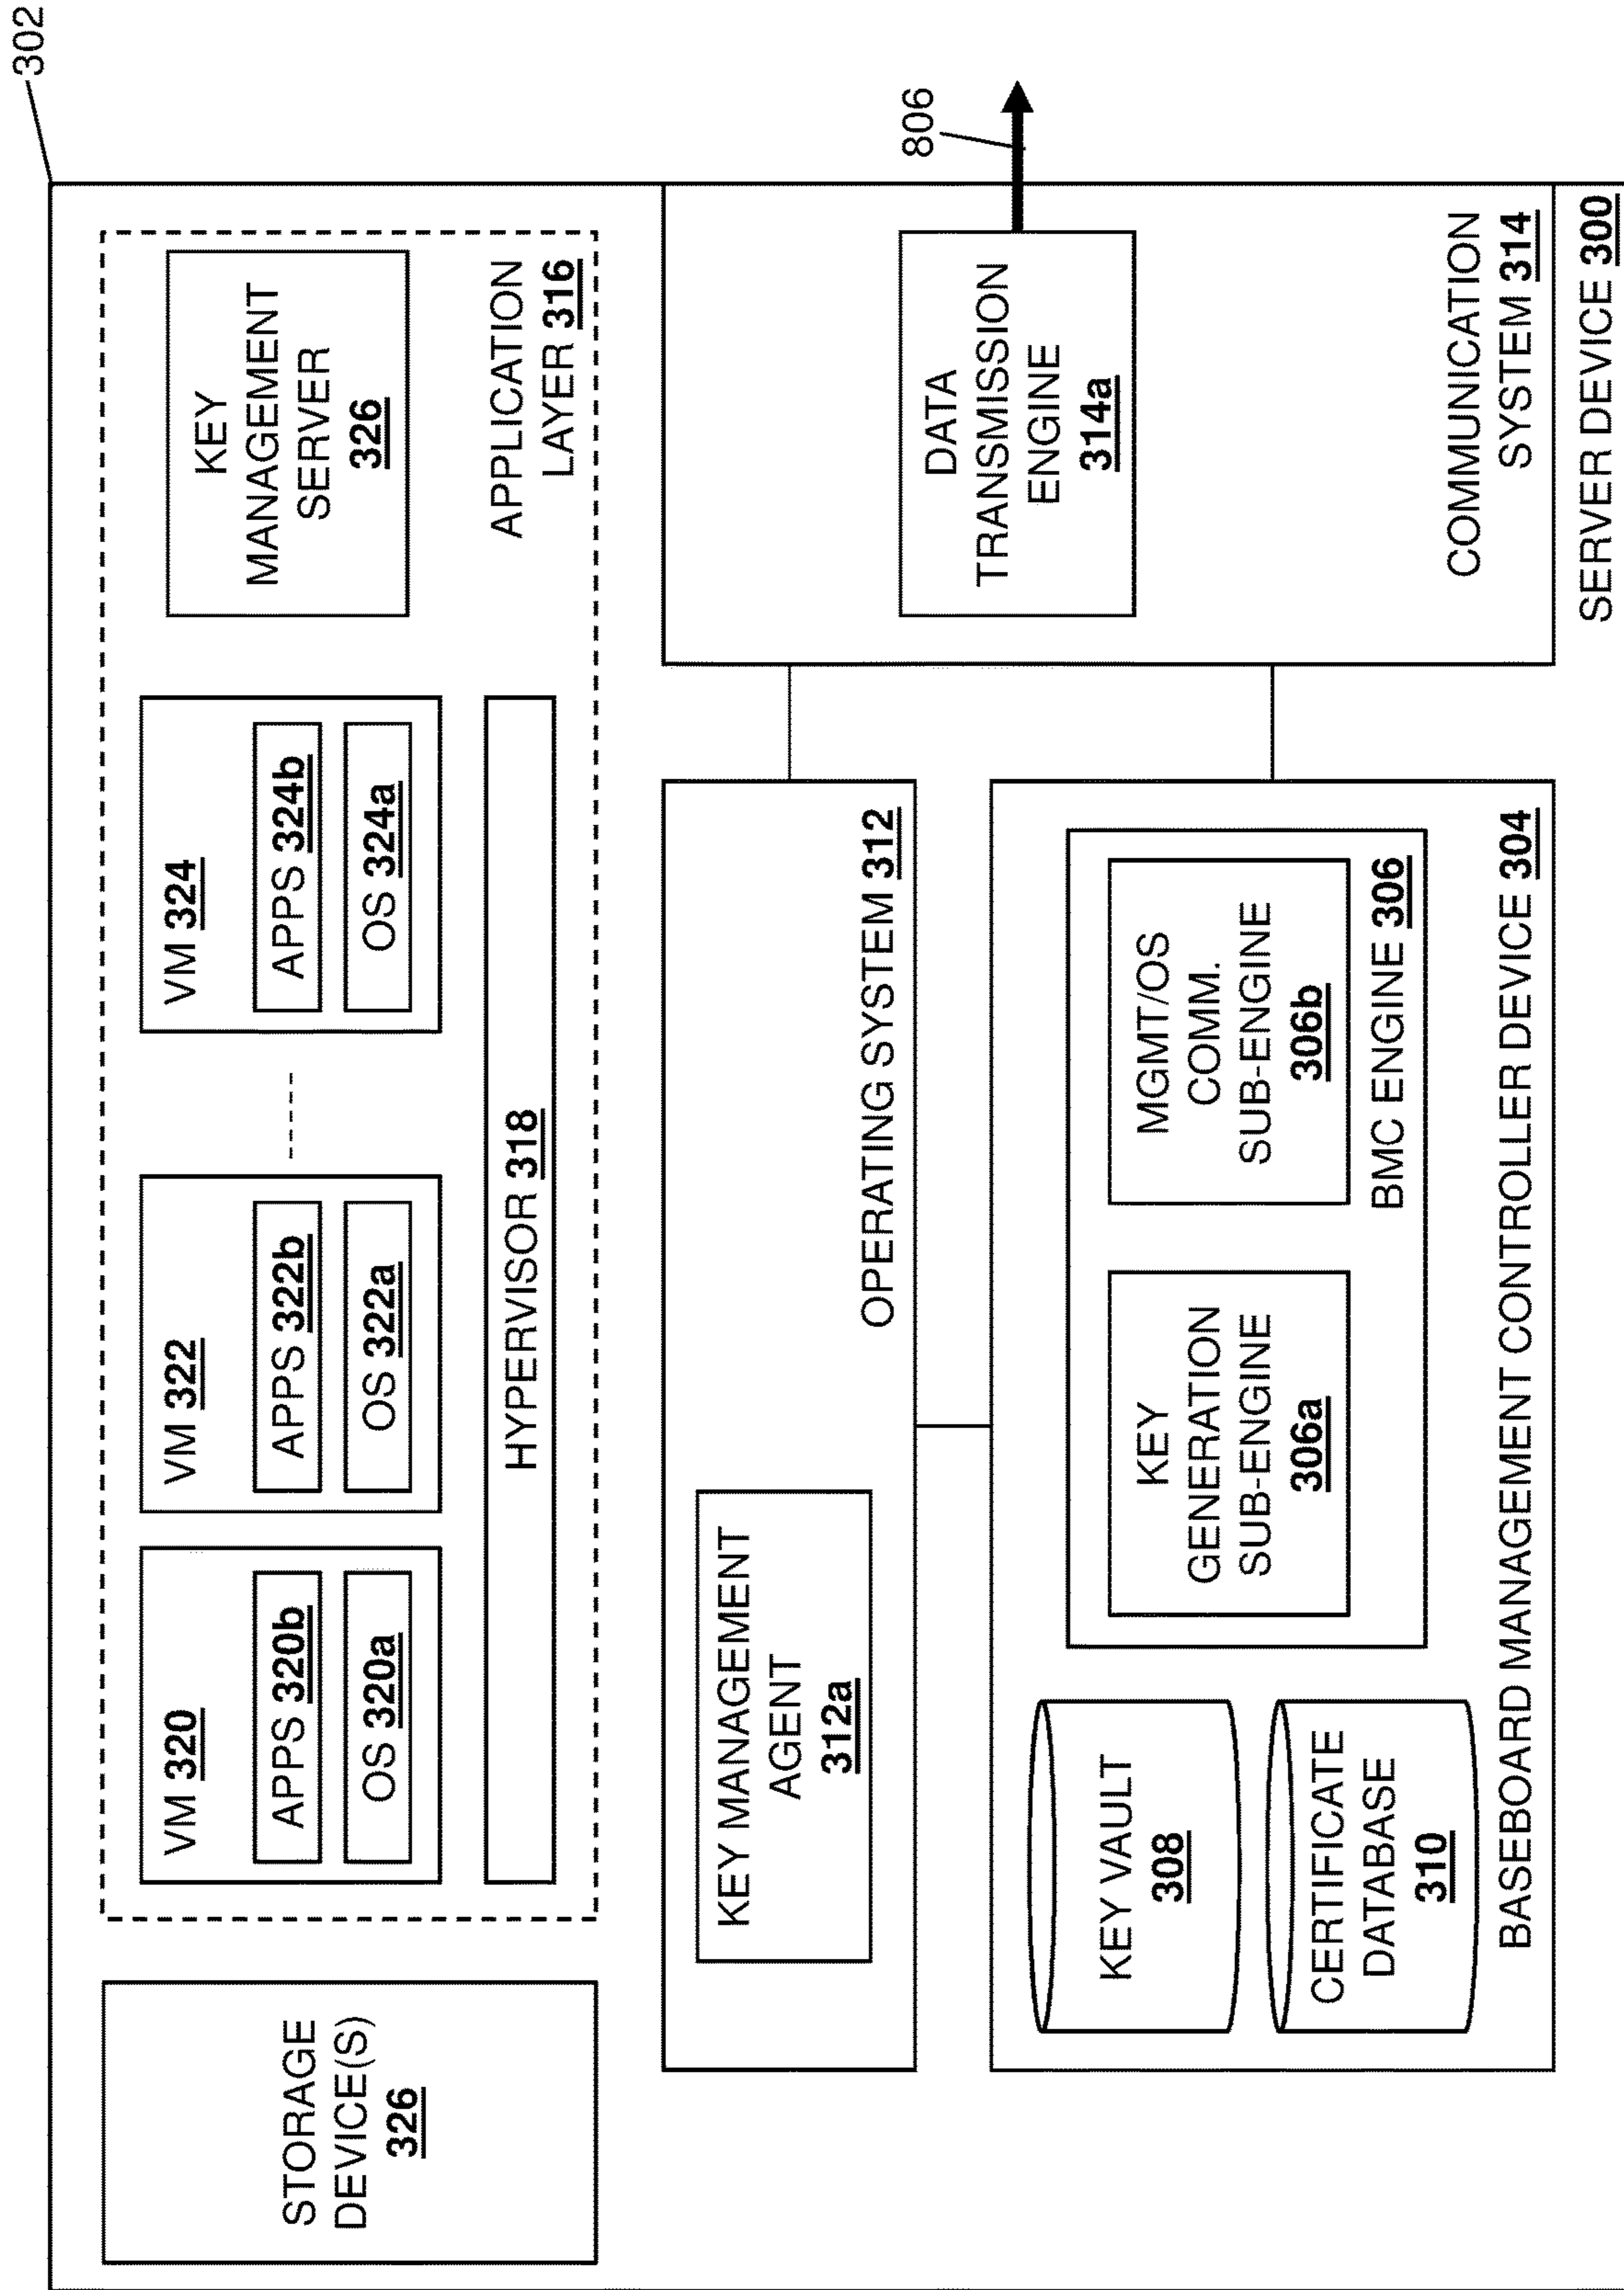 302
STORAGE
DEVICE(S)
326
VM 320
APPS 320b
OS 320a
VM 322
APPS 322b
OS 322a
VM 324
APPS 324b
OS 324a
HYPERVISOR 318
KEY
MANAGEMENT
SERVER
326
APPLICATION
LAYER 316
KEY MANAGEMENT
AGENT
312a
OPERATING SYSTEM 312
KEY VAULT
308
CERTIFICATE
DATABASE
310
KEY
GENERATION
SUB-ENGINE
306a
MGMT/OS
COMM.
SUB-ENGINE
306b
BMC ENGINE 306
BASEBOARD MANAGEMENT CONTROLLER DEVICE 304
DATA
TRANSMISSION
ENGINE
314a
806
COMMUNICATION
SYSTEM 314
SERVER DEVICE 300